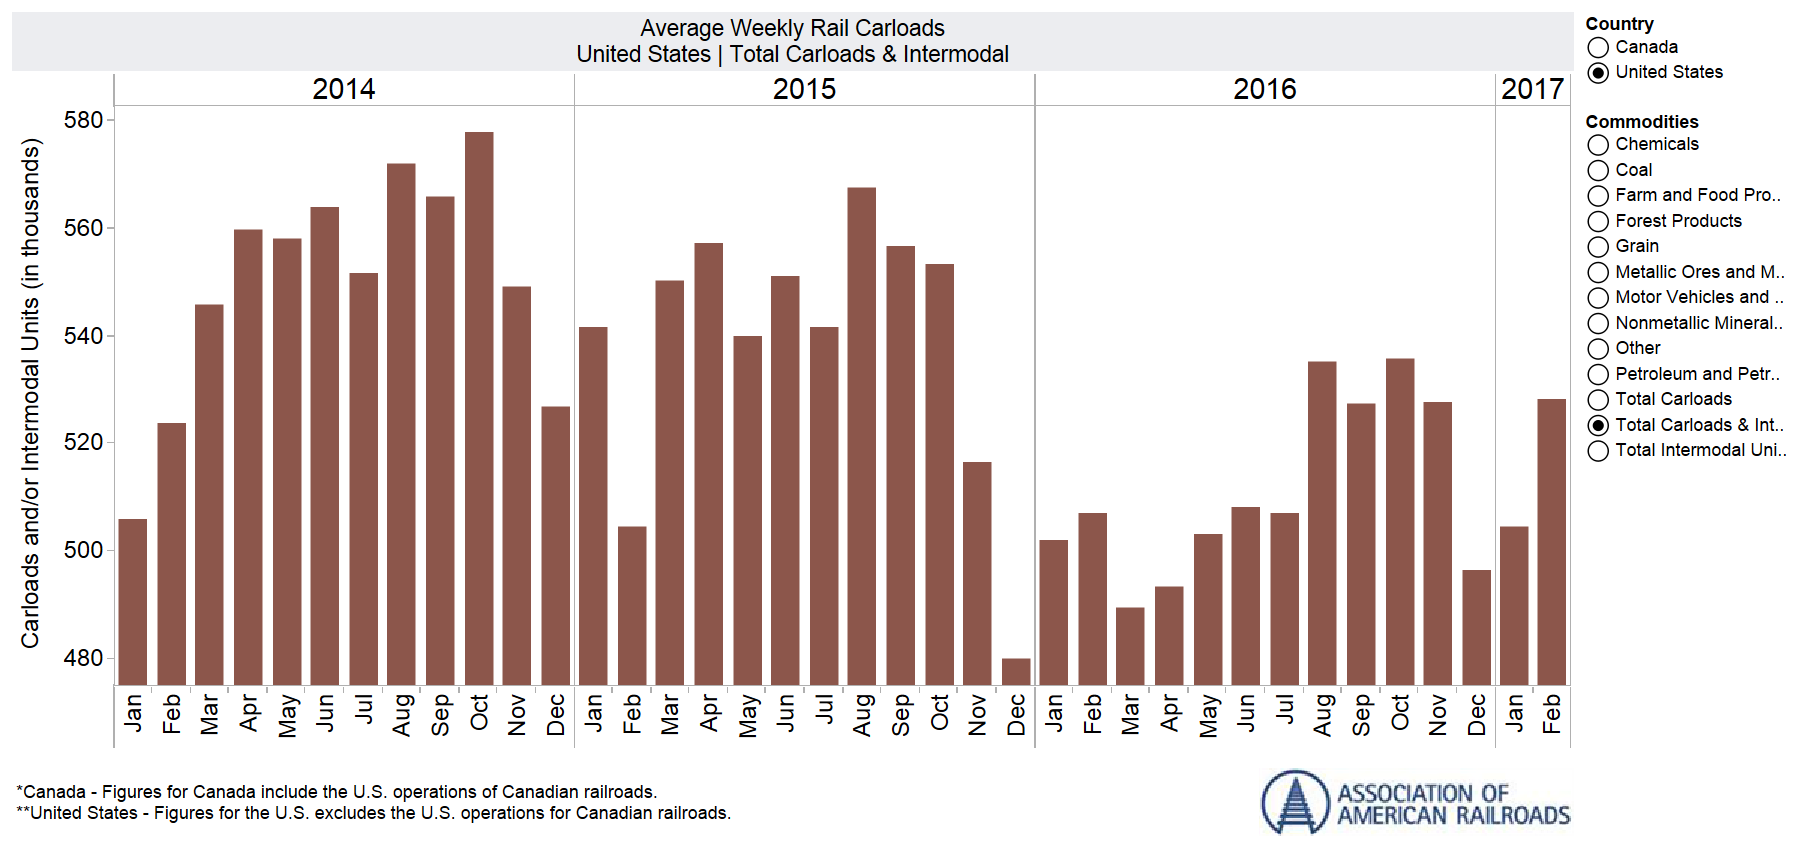 Average Weekly Rail Carloads
United States | Total Carloads & Intermodal
2014 2015 2016 2017
Carloads and/or Intermodal Units (in thousands)
580
560
540
520
500
480
Jan Feb Mar Apr May Jun Jul Aug Sep Oct Nov Dec Jan Feb Mar Apr May Jun Jul Aug Sep Oct Nov Dec Jan Feb Mar Apr May Jun Jul Aug Sep Oct Nov Dec Jan Feb
*Canada - Figures for Canada include the U.S. operations of Canadian railroads.
**United States - Figures for the U.S. excludes the U.S. operations for Canadian railroads.
ASSOCIATION OF
AMERICAN RAILROADS
Country
Canada
United States
Commodities
Chemicals
Coal
Farm and Food Pro..
Forest Products
Grain
Metallic Ores and M..
Motor Vehicles and ..
Nonmetallic Mineral..
Other
Petroleum and Petr..
Total Carloads
Total Carloads & Int..
Total Intermodal Uni..